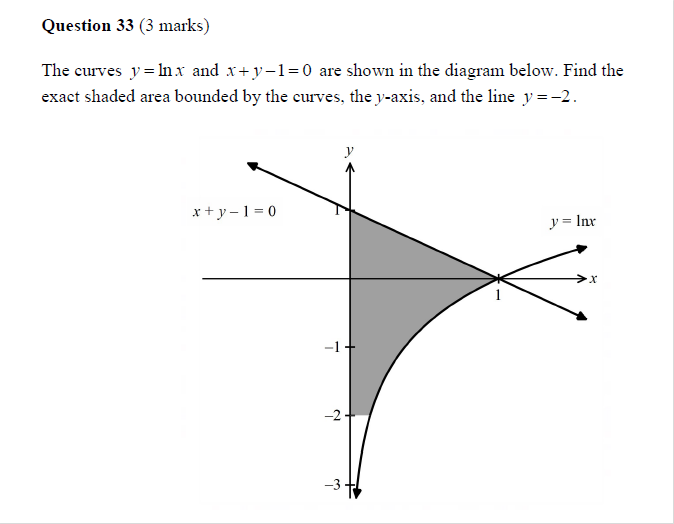 Question 33 (3 marks)
The curves y = ln x and x + y − 1 = 0 are shown in the diagram below. Find the
exact shaded area bounded by the curves, the y-axis, and the line y = −2.
y
x + y − 1 = 0
1
y = lnx
x
1
−1
−2
−3